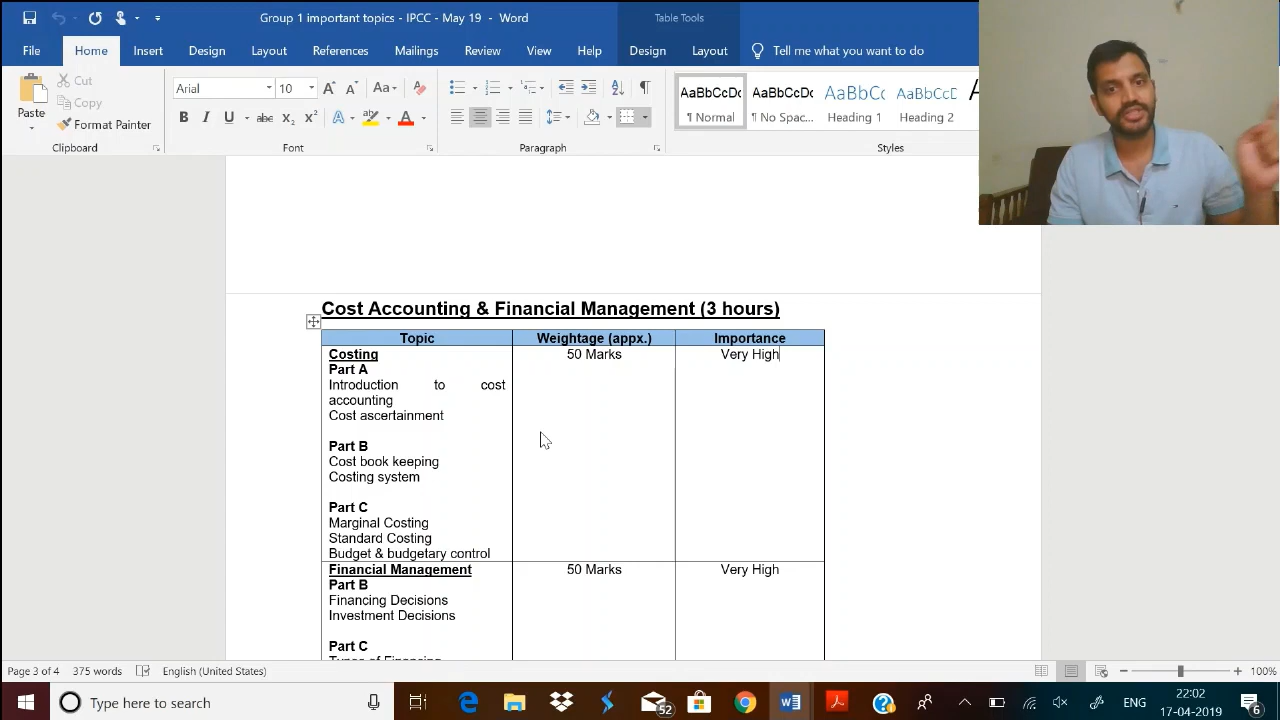 Group 1 important topics - IPCC - May 19 - Word
Table Tools
File Home Insert Design Layout References Mailings Review View Help Design Layout Tell me what you want to do
Cut
Copy
Paste
Format Painter
Clipboard
Arial 10
Aa
B I U abc X₂ X² A A
Font
Paragraph
AaBbCcDc AaBbCcDc AaBbCc AaBbCcD
¶ Normal ¶ No Spac... Heading 1 Heading 2
Styles
Cost Accounting & Financial Management (3 hours)
Topic Weightage (appx.) Importance
Costing 50 Marks Very High
Part A
Introduction to cost
accounting
Cost ascertainment
Part B
Cost book keeping
Costing system
Part C
Marginal Costing
Standard Costing
Budget & budgetary control
Financial Management 50 Marks Very High
Part B
Financing Decisions
Investment Decisions
Part C
Page 3 of 4 375 words English (United States) 100%
Type here to search
52
ENG
22:02
17-04-2019
6